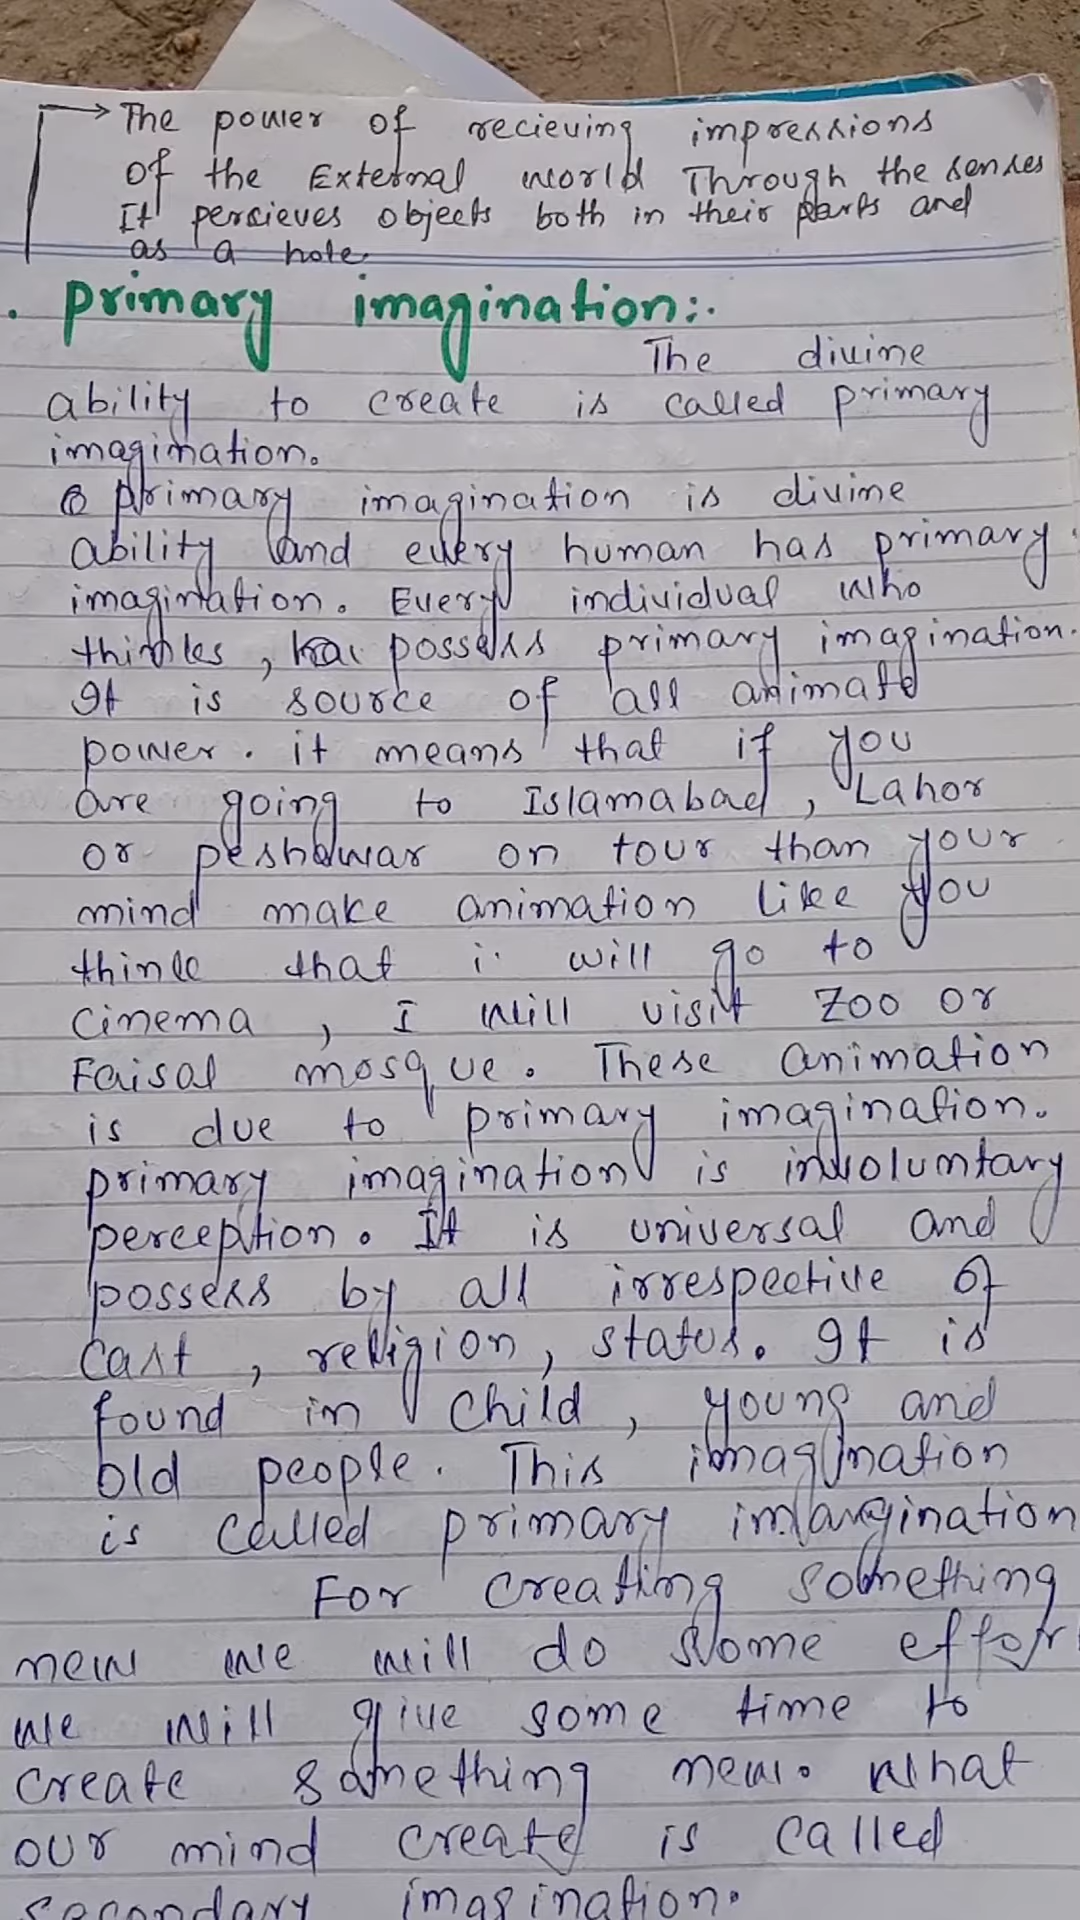 The power of recieving impressions
of the External world Through the senses
It persieves objects both in their parts and
as a hole.
primary imagination:.
The divine
ability to create is called primary
imagination.
primary imagination is divine
ability and every human has primary
imagination. Every individual who
thinks, possess primary imagination.
It is source of all animate
power. it means that if you
are going to Islamabad, Lahor
or peshawar on tour than your
mind make animation like you
think that i will go to
cinema, I will visit zoo or
Faisal mosque. These animation
is due to primary imagination.
primary imagination is involuntary
perception. It is universal and
possess by all irrespective of
cast, religion, status. It is
found in child, young and
old people. This imagination
is called primary imargination
For creating something
new we will do some effor
we will give some time to
create something new. what
our mind create is called
secondary imagination.